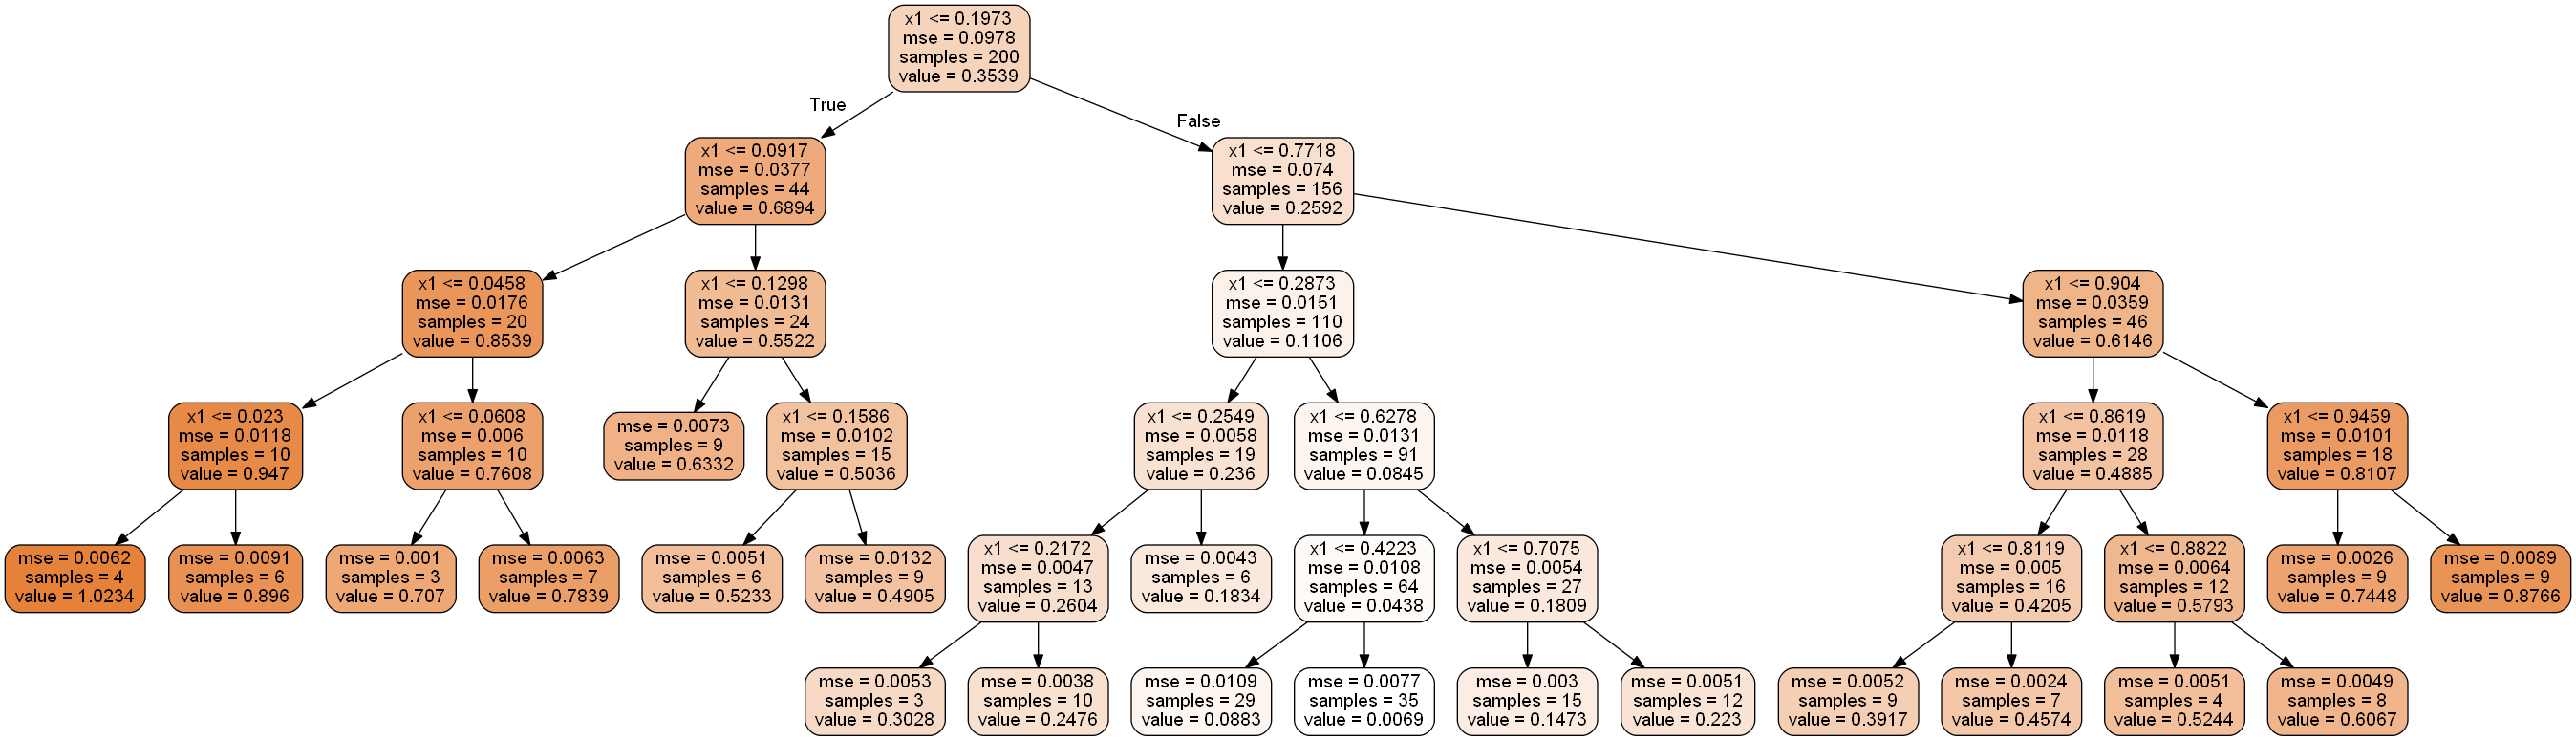 x1 <= 0.1973
mse = 0.0978
samples = 200
value = 0.3539
True
False
x1 <= 0.0917
mse = 0.0377
samples = 44
value = 0.6894
x1 <= 0.7718
mse = 0.074
samples = 156
value = 0.2592
x1 <= 0.0458
mse = 0.0176
samples = 20
value = 0.8539
x1 <= 0.1298
mse = 0.0131
samples = 24
value = 0.5522
x1 <= 0.2873
mse = 0.0151
samples = 110
value = 0.1106
x1 <= 0.904
mse = 0.0359
samples = 46
value = 0.6146
x1 <= 0.023
mse = 0.0118
samples = 10
value = 0.947
x1 <= 0.0608
mse = 0.006
samples = 10
value = 0.7608
mse = 0.0073
samples = 9
value = 0.6332
x1 <= 0.1586
mse = 0.0102
samples = 15
value = 0.5036
x1 <= 0.2549
mse = 0.0058
samples = 19
value = 0.236
x1 <= 0.6278
mse = 0.0131
samples = 91
value = 0.0845
x1 <= 0.8619
mse = 0.0118
samples = 28
value = 0.4885
x1 <= 0.9459
mse = 0.0101
samples = 18
value = 0.8107
mse = 0.0062
samples = 4
value = 1.0234
mse = 0.0091
samples = 6
value = 0.896
mse = 0.001
samples = 3
value = 0.707
mse = 0.0063
samples = 7
value = 0.7839
mse = 0.0051
samples = 6
value = 0.5233
mse = 0.0132
samples = 9
value = 0.4905
x1 <= 0.2172
mse = 0.0047
samples = 13
value = 0.2604
mse = 0.0043
samples = 6
value = 0.1834
x1 <= 0.4223
mse = 0.0108
samples = 64
value = 0.0438
x1 <= 0.7075
mse = 0.0054
samples = 27
value = 0.1809
x1 <= 0.8119
mse = 0.005
samples = 16
value = 0.4205
x1 <= 0.8822
mse = 0.0064
samples = 12
value = 0.5793
mse = 0.0026
samples = 9
value = 0.7448
mse = 0.0089
samples = 9
value = 0.8766
mse = 0.0053
samples = 3
value = 0.3028
mse = 0.0038
samples = 10
value = 0.2476
mse = 0.0109
samples = 29
value = 0.0883
mse = 0.0077
samples = 35
value = 0.0069
mse = 0.003
samples = 15
value = 0.1473
mse = 0.0051
samples = 12
value = 0.223
mse = 0.0052
samples = 9
value = 0.3917
mse = 0.0024
samples = 7
value = 0.4574
mse = 0.0051
samples = 4
value = 0.5244
mse = 0.0049
samples = 8
value = 0.6067